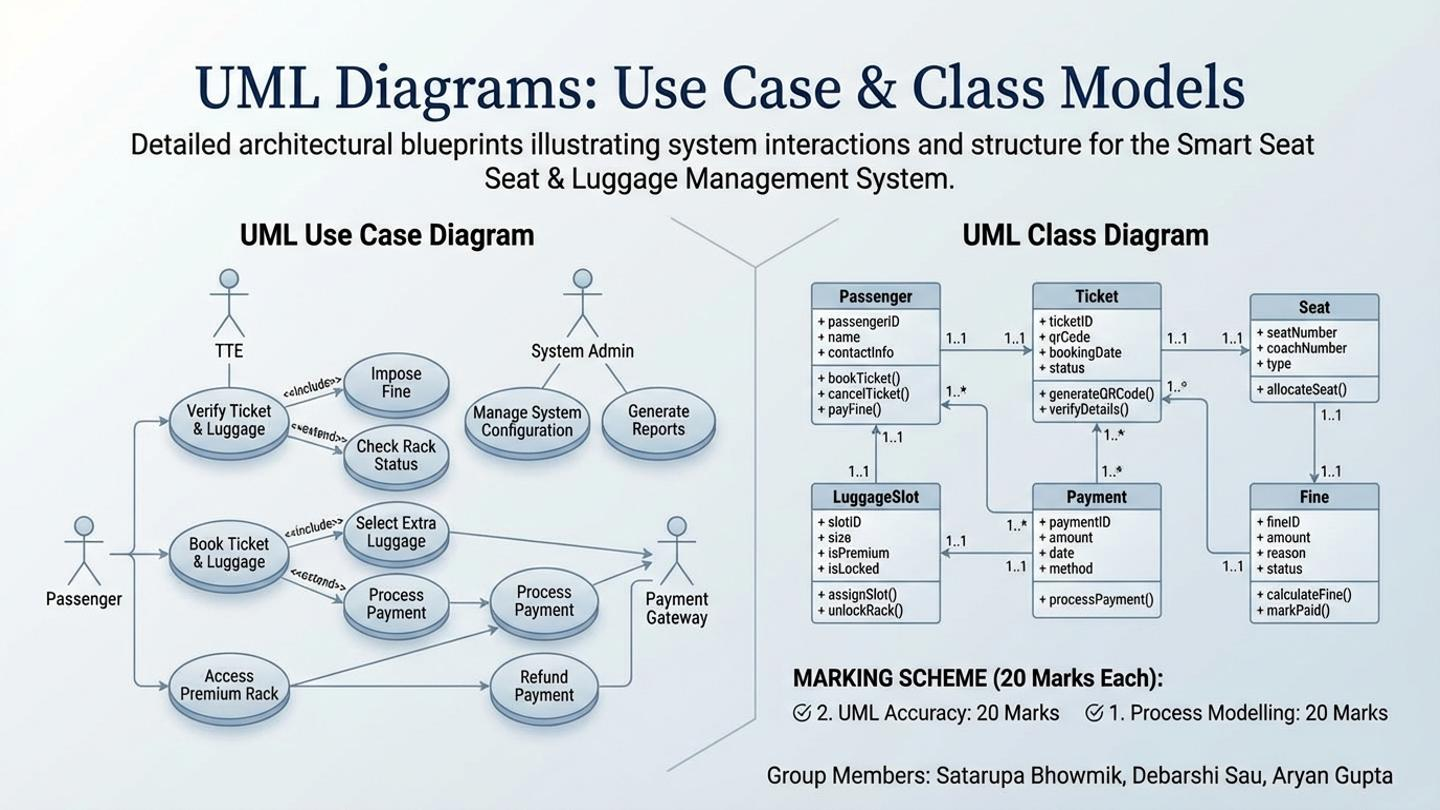 UML Diagrams: Use Case & Class Models
Detailed architectural blueprints illustrating system interactions and structure for the Smart Seat
Seat & Luggage Management System.
UML Use Case Diagram
TTE
System Admin
Verify Ticket
& Luggage
<<include>>
Impose
Fine
<<extend>>
Check Rack
Status
Manage System
Configuration
Generate
Reports
Passenger
Book Ticket
& Luggage
<<include>>
Select Extra
Luggage
Process
Payment
Process
Payment
Payment
Gateway
Access
Premium Rack
Refund
Payment
UML Class Diagram
Passenger
+ passengerID
+ name
+ contactInfo
+ bookTicket()
+ cancelTicket()
+ payFine()
1..1
1..1
Ticket
+ ticketID
+ qrCede
+ bookingDate
+ status
+ generateQRCode()
+ verifyDetails()
1..1
1..1
Seat
+ seatNumber
+ coachNumber
+ type
+ allocateSeat()
1..*
1..1
1..*
1..1
1..1
1..*
1..1
LuggageSlot
+ slotID
+ size
+ isPremium
+ isLocked
+ assignSlot()
+ unlockRack()
1..*
1..1
1..1
Payment
+ paymentID
+ amount
+ date
+ method
+ processPayment()
1..1
Fine
+ fineID
+ amount
+ reason
+ status
+ calculateFine()
+ markPaid()
MARKING SCHEME (20 Marks Each):
2. UML Accuracy: 20 Marks
1. Process Modelling: 20 Marks
Group Members: Satarupa Bhowmik, Debarshi Sau, Aryan Gupta